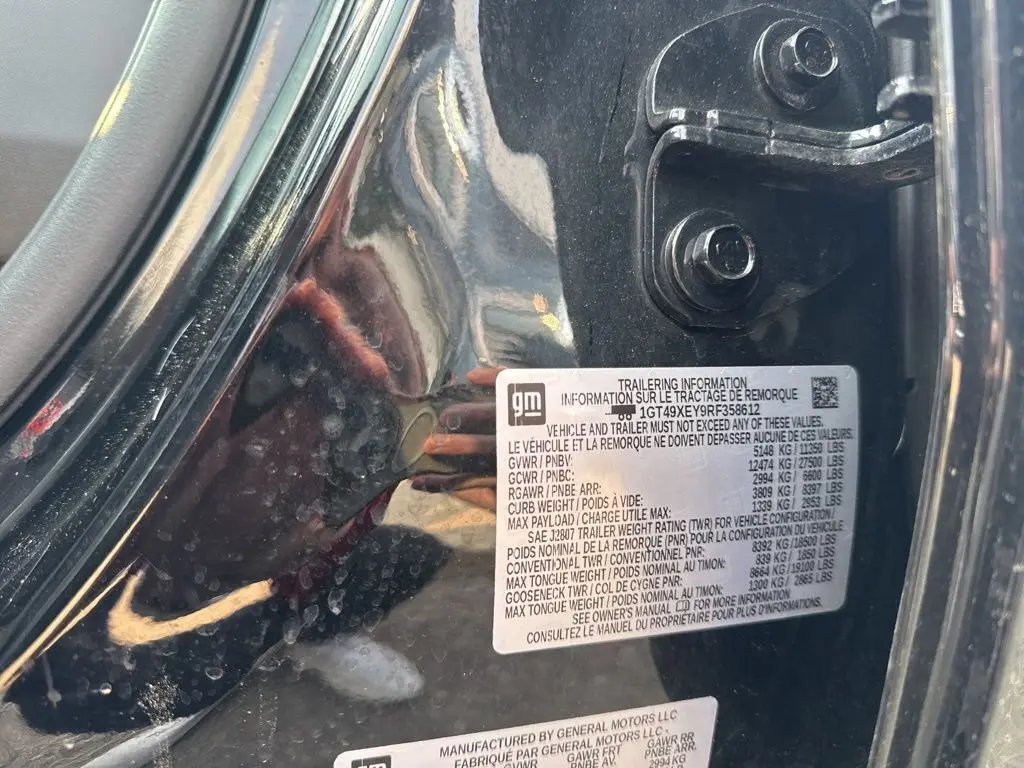 gm
TRAILERING INFORMATION
INFORMATION SUR LE TRACTAGE DE REMORQUE
1GT49XEY9RF358612
VEHICLE AND TRAILER MUST NOT EXCEED ANY OF THESE VALUES.
LE VÉHICULE ET LA REMORQUE NE DOIVENT DÉPASSER AUCUNE DE CES VALEURS.
GVWR / PNBV: 5148 KG / 11350 LBS
GCWR / PNBC: 12474 KG / 27500 LBS
RGAWR / PNBE ARR: 2994 KG / 6600 LBS
CURB WEIGHT / POIDS À VIDE: 3809 KG / 8397 LBS
MAX PAYLOAD / CHARGE UTILE MAX: 1339 KG / 2953 LBS
SAE J2807 TRAILER WEIGHT RATING (TWR) FOR VEHICLE CONFIGURATION /
POIDS NOMINAL DE LA REMORQUE (PNR) POUR LA CONFIGURATION DU VÉHICULE
CONVENTIONAL TWR / CONVENTIONNEL PNR: 8392 KG / 18500 LBS
MAX TONGUE WEIGHT / POIDS NOMINAL AU TIMON: 839 KG / 1850 LBS
GOOSENECK TWR / COL DE CYGNE PNR: 8664 KG / 19100 LBS
MAX TONGUE WEIGHT / POIDS NOMINAL AU TIMON: 1300 KG / 2865 LBS
SEE OWNER'S MANUAL FOR MORE INFORMATION
CONSULTEZ LE MANUEL DU PROPRIÉTAIRE POUR PLUS D'INFORMATIONS.
MANUFACTURED BY GENERAL MOTORS LLC
FABRIQUÉ PAR GENERAL MOTORS LLC
GVWR GAWR FRT GAWR RR
PNBE AV. PNBE ARR.
2994 KG